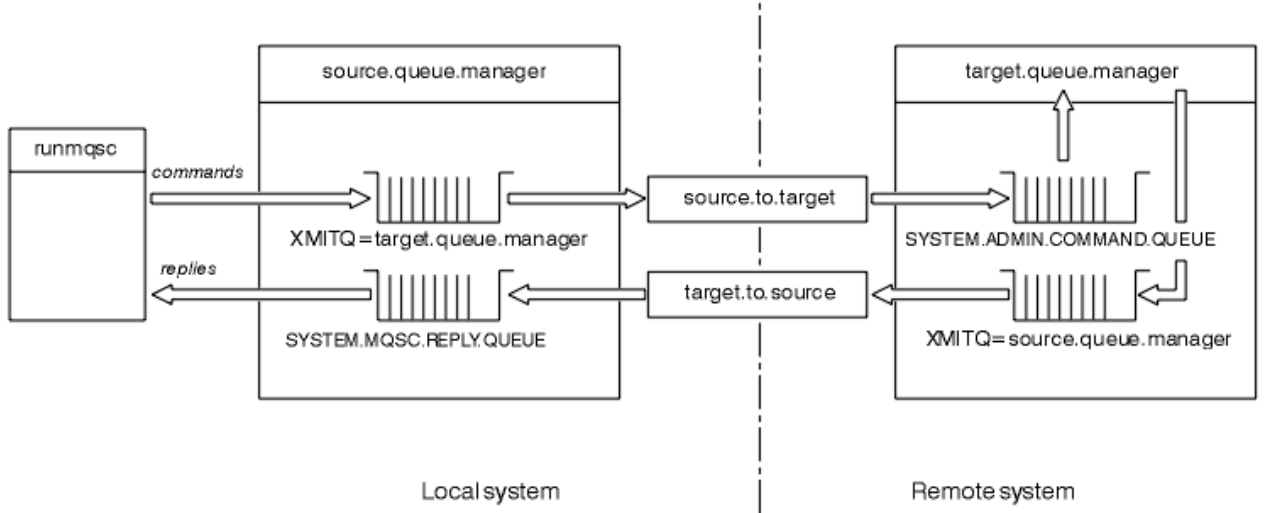 source.queue.manager
target.queue.manager
runmqsc
commands
source.to.target
XMITQ=target.queue.manager
SYSTEM.ADMIN.COMMAND.QUEUE
replies
target.to.source
SYSTEM.MQSC.REPLY.QUEUE
XMITQ=source.queue.manager
Local system
Remote system